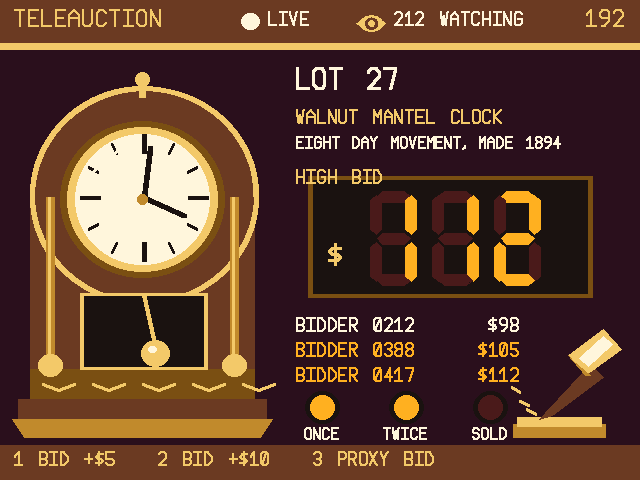 TELEAUCTION LIVE 212 WATCHING 192
LOT 27
WALNUT MANTEL CLOCK
EIGHT DAY MOVEMENT, MADE 1894
HIGH BID
$ 112
BIDDER 0212 $98
BIDDER 0388 $105
BIDDER 0417 $112
ONCE TWICE SOLD
1 BID +$5 2 BID +$10 3 PROXY BID